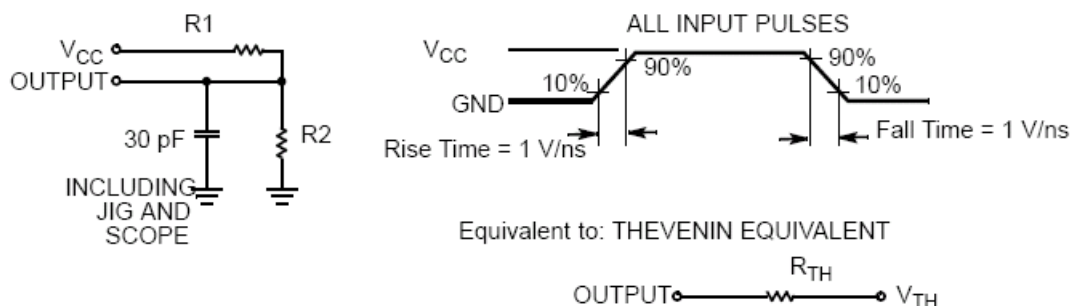 R1
VCC
OUTPUT
30 pF
R2
INCLUDING
JIG AND
SCOPE
ALL INPUT PULSES
VCC
GND
10%
90%
90%
10%
Rise Time = 1 V/ns
Fall Time = 1 V/ns
Equivalent to: THEVENIN EQUIVALENT
RTH
OUTPUT
VTH